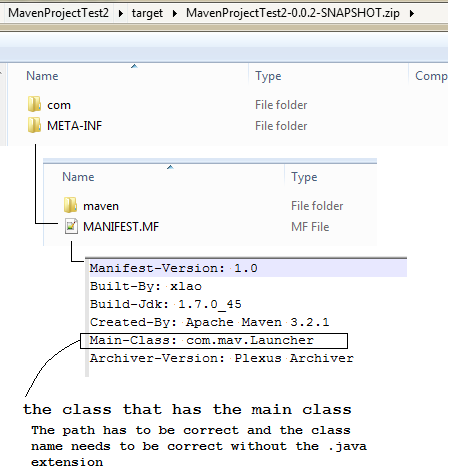 MavenProjectTest2 ▸ target ▸ MavenProjectTest2-0.0.2-SNAPSHOT.zip ▸
Name Type Comp
com File folder
META-INF File folder
Name Type
maven File folder
MANIFEST.MF MF File
Manifest-Version: 1.0
Built-By: xlao
Build-Jdk: 1.7.0_45
Created-By: Apache Maven 3.2.1
Main-Class: com.mav.Launcher
Archiver-Version: Plexus Archiver
the class that has the main class
The path has to be correct and the class
name needs to be correct without the .java
extension